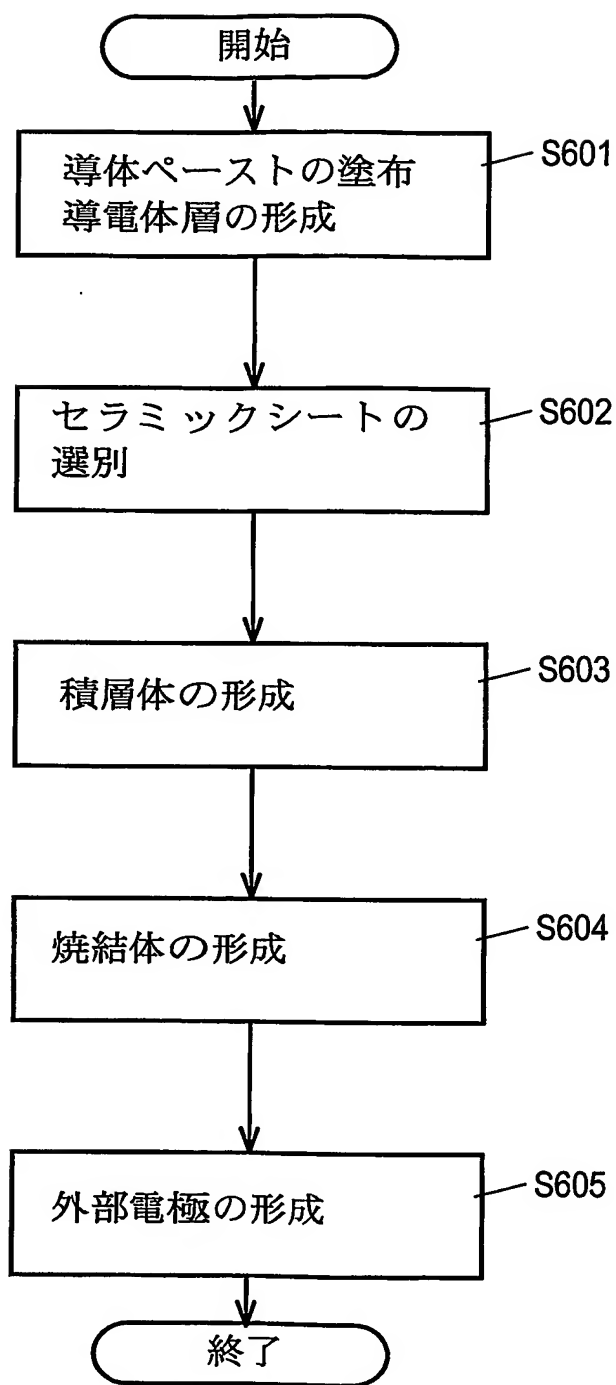 開始
導体ペーストの塗布
導電体層の形成
S601
セラミックシートの
選別
S602
積層体の形成
S603
焼結体の形成
S604
外部電極の形成
S605
終了